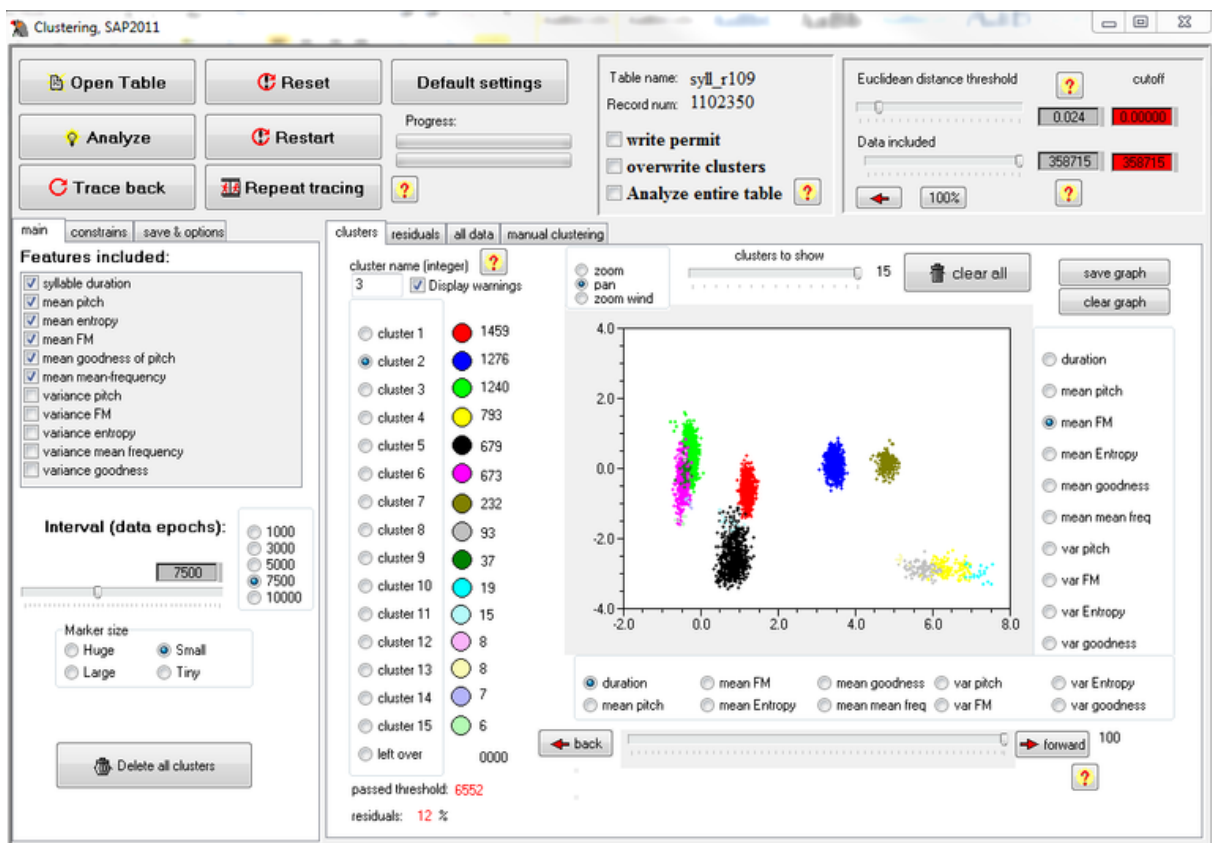 Clustering, SAP2011
Open Table
Reset
Default settings
Analyze
Restart
Progress:
Trace back
Repeat tracing
?
Table name: syll_r109
Record num: 1102350
write permit
overwrite clusters
Analyze entire table ?
Euclidean distance threshold ? cutoff
0.024 0.00000
Data included
358715 358715
100% ?
main constrains save & options
Features included:
syllable duration
mean pitch
mean entropy
mean FM
mean goodness of pitch
mean mean-frequency
variance pitch
variance FM
variance entropy
variance mean frequency
variance goodness
Interval (data epochs):
7500
1000
3000
5000
7500
10000
Marker size
Huge Small
Large Tiny
Delete all clusters
clusters residuals all data manual clustering
cluster name (integer) ?
3 Display warnings
cluster 1 1459
cluster 2 1276
cluster 3 1240
cluster 4 793
cluster 5 679
cluster 6 673
cluster 7 232
cluster 8 93
cluster 9 37
cluster 10 19
cluster 11 15
cluster 12 8
cluster 13 8
cluster 14 7
cluster 15 6
left over 0000
passed threshold: 6552
residuals: 12 %
zoom
pan
zoom wind
clusters to show
15
clear all
save graph
clear graph
4.0
2.0
0.0
-2.0
-4.0
-2.0 0.0 2.0 4.0 6.0 8.0
duration
mean pitch
mean FM
mean Entropy
mean goodness
mean mean freq
var pitch
var FM
var Entropy
var goodness
duration mean FM mean goodness var pitch var Entropy
mean pitch mean Entropy mean mean freq var FM var goodness
back forward 100
?